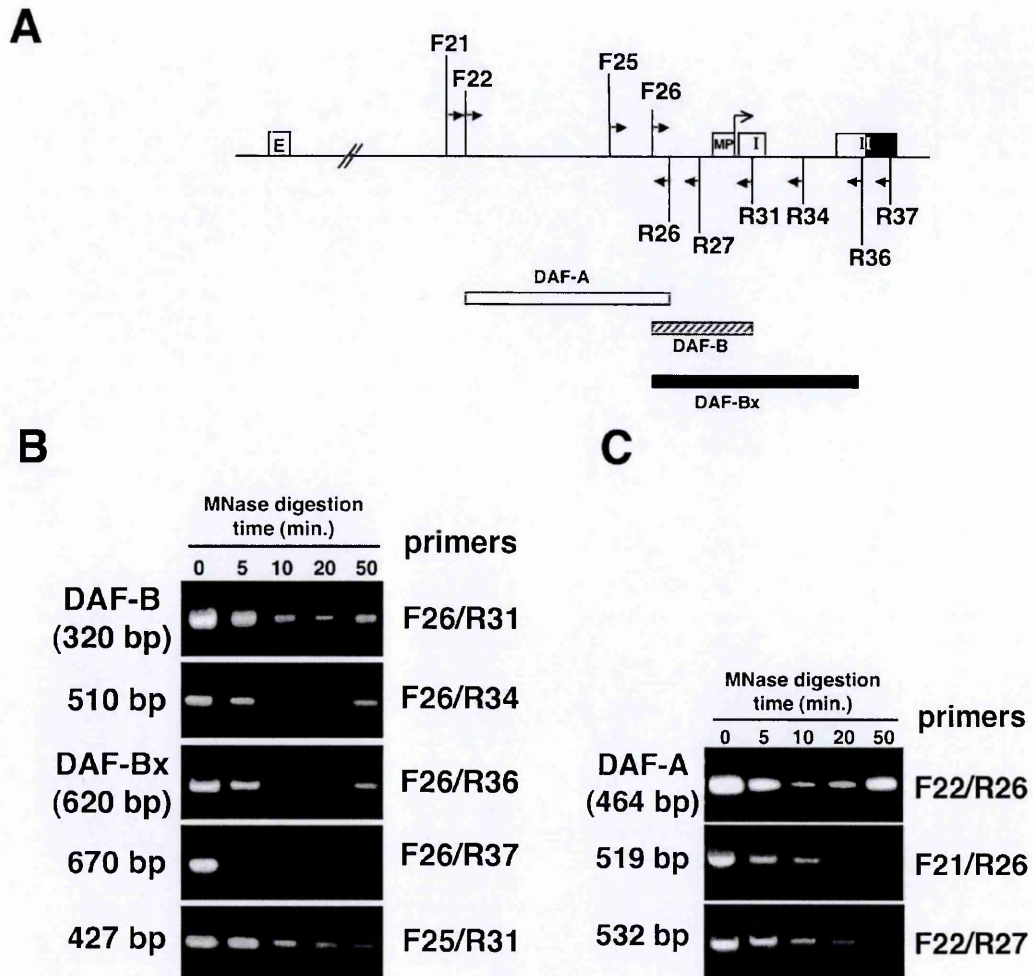 A
F21
F22
F25
F26
E
MP
I
II
R26
R27
R31
R34
R36
R37
DAF-A
DAF-B
DAF-Bx
B
MNase digestion
time (min.)
primers
0 5 10 20 50
DAF-B
(320 bp)
F26/R31
510 bp
F26/R34
DAF-Bx
(620 bp)
F26/R36
670 bp
F26/R37
427 bp
F25/R31
C
MNase digestion
time (min.)
primers
0 5 10 20 50
DAF-A
(464 bp)
F22/R26
519 bp
F21/R26
532 bp
F22/R27